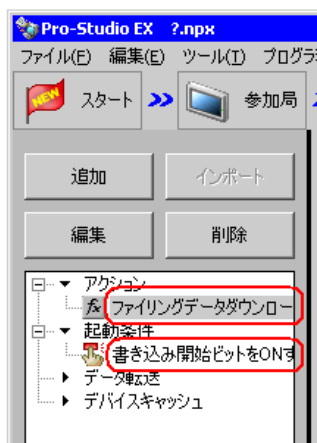 Pro-Studio EX ?.npx
ファイル(F) 編集(E) ツール(T) プログラ
スタート 参加局
追加 インポート
編集 削除
アクション
fx ファイリングデータダウンロー
起動条件
書き込み開始ビットをONす
データ転送
デバイスキャッシュ